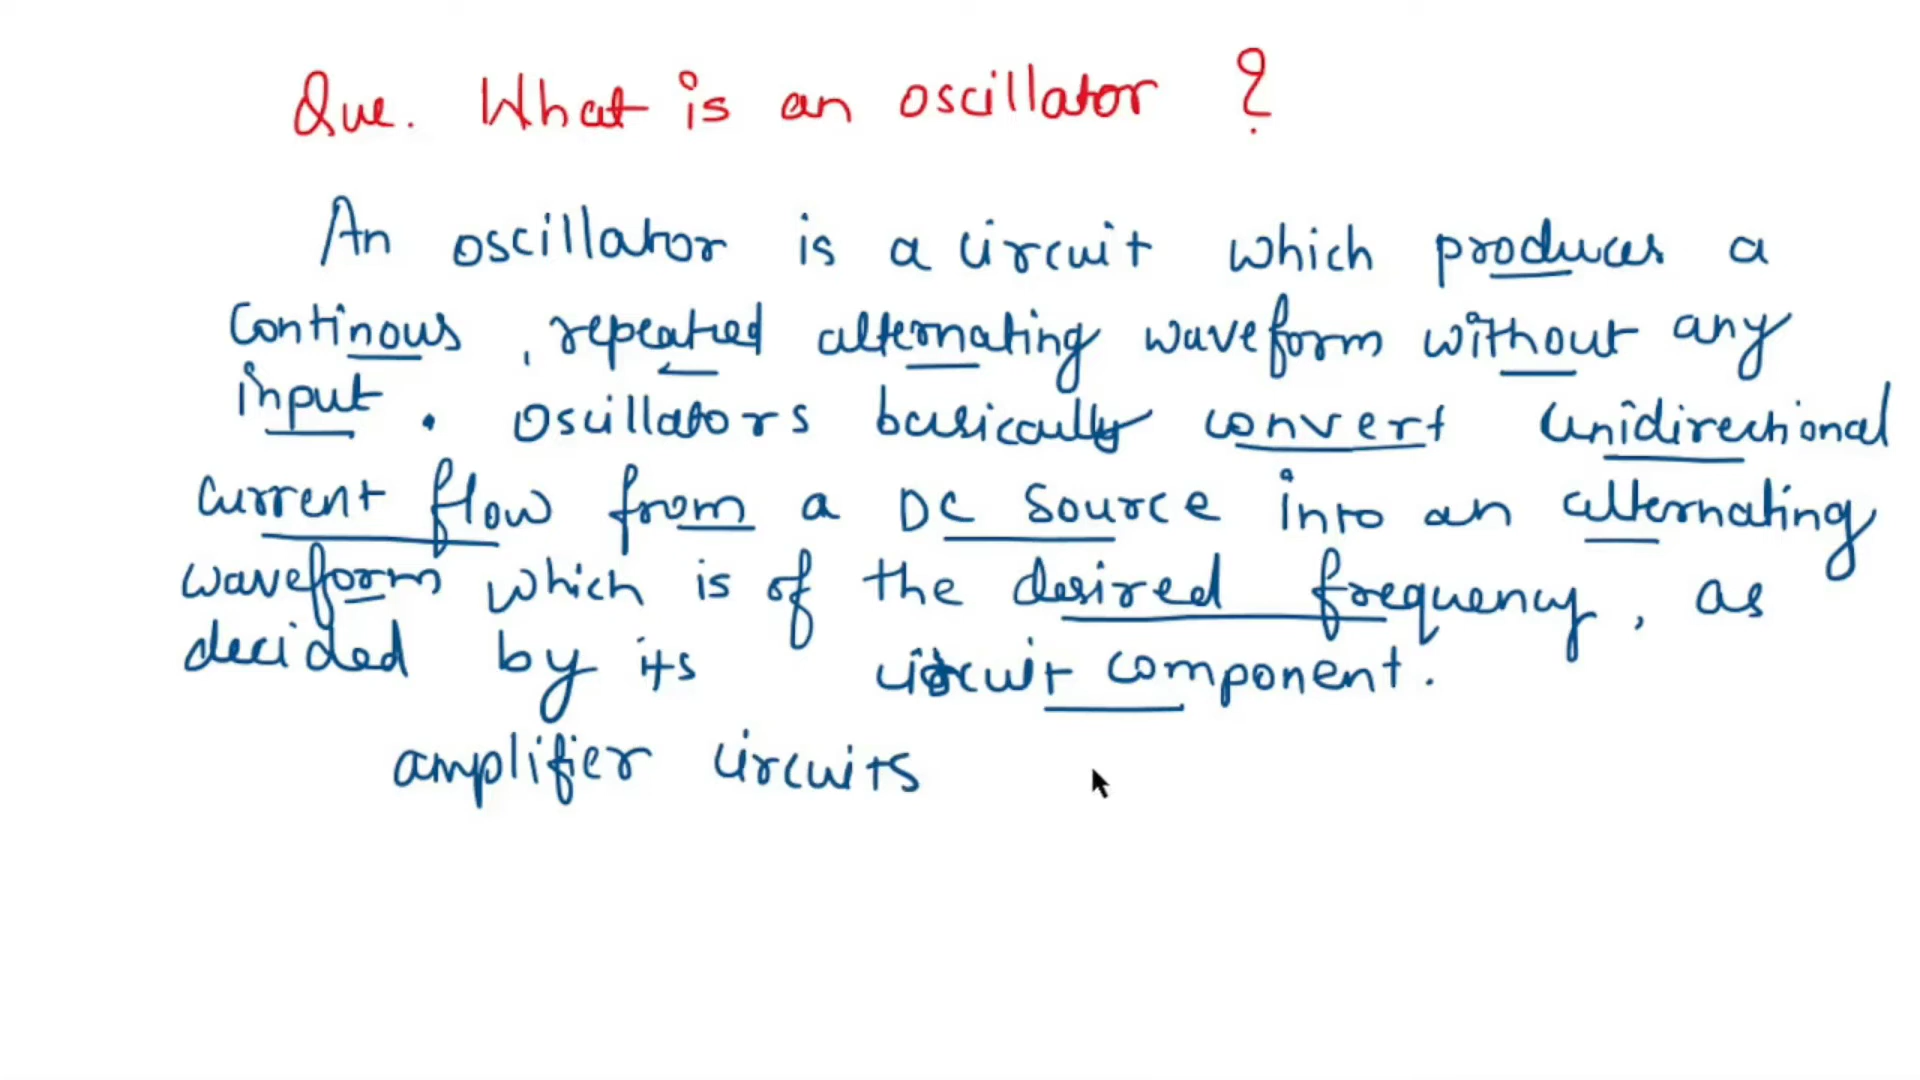 Que. What is an oscillator ?
An oscillator is a circuit which produces a
continous , repeated alternating waveform without any
input . Oscillators basically convert unidirectional
current flow from a DC source into an alternating
waveform which is of the desired frequency, as
decided by its circuit component.
amplifier circuits